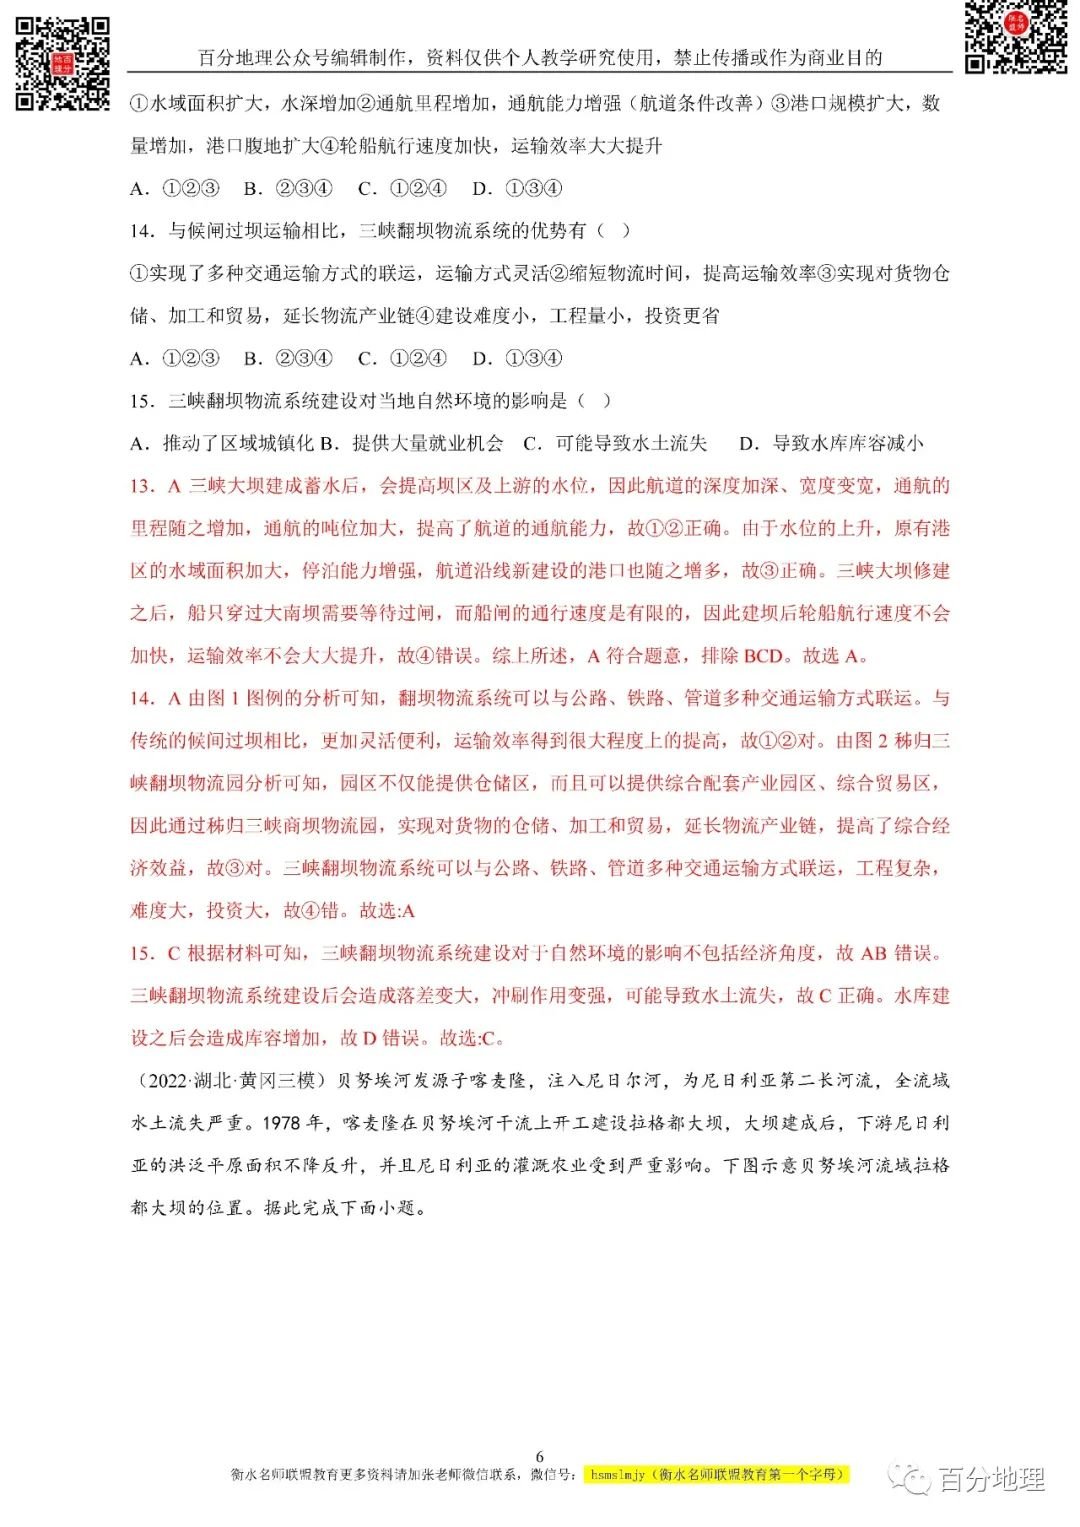 百分地理公众号编辑制作，资料仅供个人教学研究使用，禁止传播或作为商业目的
①水域面积扩大，水深增加②通航里程增加，通航能力增强（航道条件改善）③港口规模扩大，数
量增加，港口腹地扩大④轮船航行速度加快，运输效率大大提升
A．①②③ B．②③④ C．①②④ D．①③④
14．与候闸过坝运输相比，三峡翻坝物流系统的优势有（ ）
①实现了多种交通运输方式的联运，运输方式灵活②缩短物流时间，提高运输效率③实现对货物仓
储、加工和贸易，延长物流产业链④建设难度小，工程量小，投资更省
A．①②③ B．②③④ C．①②④ D．①③④
15．三峡翻坝物流系统建设对当地自然环境的影响是（ ）
A．推动了区域城镇化 B．提供大量就业机会 C．可能导致水土流失 D．导致水库库容减小
13．A 三峡大坝建成蓄水后，会提高坝区及上游的水位，因此航道的深度加深、宽度变宽，通航的
里程随之增加，通航的吨位加大，提高了航道的通航能力，故①②正确。由于水位的上升，原有港
区的水域面积加大，停泊能力增强，航道沿线新建设的港口也随之增多，故③正确。三峡大坝修建
之后，船只穿过大南坝需要等待过闸，而船闸的通行速度是有限的，因此建坝后轮船航行速度不会
加快，运输效率不会大大提升，故④错误。综上所述，A 符合题意，排除 BCD。故选 A。
14．A 由图 1 图例的分析可知，翻坝物流系统可以与公路、铁路、管道多种交通运输方式联运。与
传统的候间过坝相比，更加灵活便利，运输效率得到很大程度上的提高，故①②对。由图 2 秭归三
峡翻坝物流园分析可知，园区不仅能提供仓储区，而且可以提供综合配套产业园区、综合贸易区，
因此通过秭归三峡商坝物流园，实现对货物的仓储、加工和贸易，延长物流产业链，提高了综合经
济效益，故③对。三峡翻坝物流系统可以与公路、铁路、管道多种交通运输方式联运，工程复杂，
难度大，投资大，故④错。故选:A
15．C 根据材料可知，三峡翻坝物流系统建设对于自然环境的影响不包括经济角度，故 AB 错误。
三峡翻坝物流系统建设后会造成落差变大，冲刷作用变强，可能导致水土流失，故 C 正确。水库建
设之后会造成库容增加，故 D 错误。故选:C。
（2022·湖北·黄冈三模）贝努埃河发源子喀麦隆，注入尼日尔河，为尼日利亚第二长河流，全流域
水土流失严重。1978 年，喀麦隆在贝努埃河干流上开工建设拉格都大坝，大坝建成后，下游尼日利
亚的洪泛平原面积不降反升，并且尼日利亚的灌溉农业受到严重影响。下图示意贝努埃河流域拉格
都大坝的位置。据此完成下面小题。
6
衡水名师联盟教育更多资料请加张老师微信联系，微信号： hsmslmjy（衡水名师联盟教育第一个字母）
百分地理